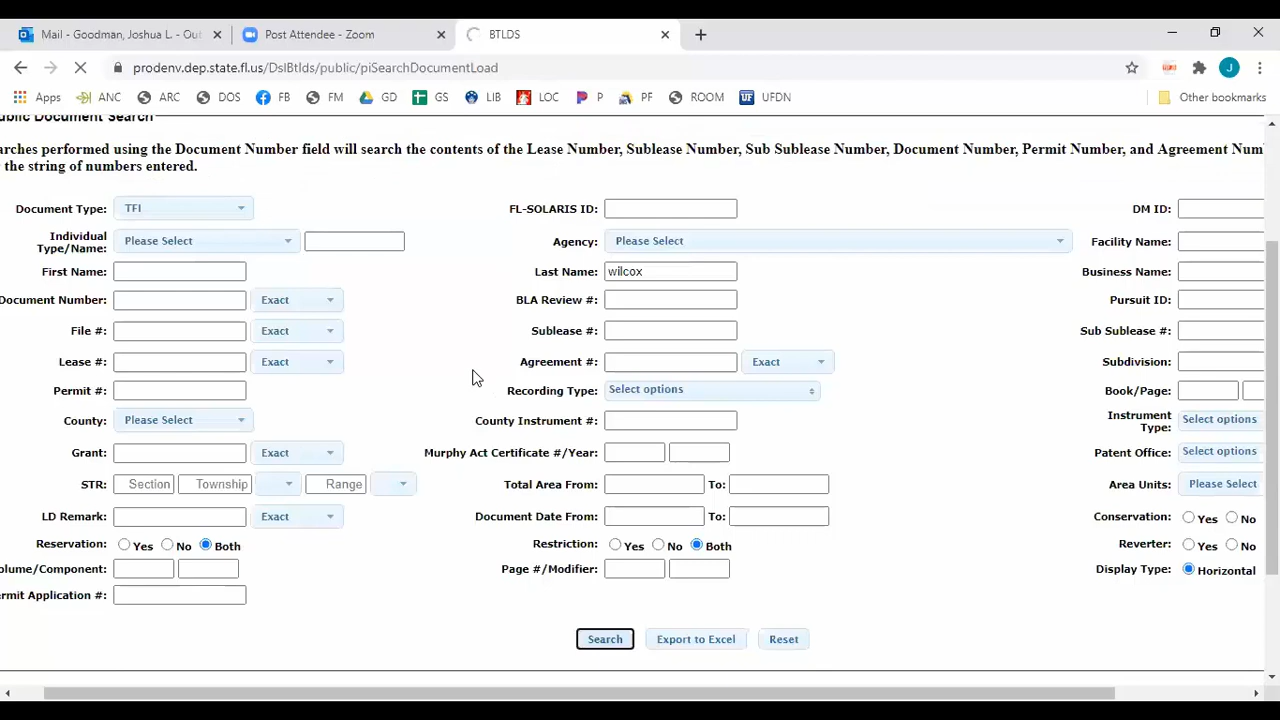 Mail - Goodman, Joshua L. - Out
Post Attendee - Zoom
BTLDS
prodenv.dep.state.fl.us/DslBtlds/public/piSearchDocumentLoad
J
Apps ANC ARC DOS FB FM GD GS LIB LOC P PF ROOM UFDN Other bookmarks
ublic Document Search
arches performed using the Document Number field will search the contents of the Lease Number, Sublease Number, Sub Sublease Number, Document Number, Permit Number, and Agreement Num
the string of numbers entered.
Document Type: TFI FL-SOLARIS ID: DM ID:
Individual Type/Name: Please Select Agency: Please Select Facility Name:
First Name: Last Name: wilcox Business Name:
Document Number: Exact BLA Review #: Pursuit ID:
File #: Exact Sublease #: Sub Sublease #:
Lease #: Exact Agreement #: Exact Subdivision:
Permit #: Recording Type: Select options Book/Page:
County: Please Select County Instrument #: Instrument Type: Select options
Grant: Exact Murphy Act Certificate #/Year: Patent Office: Select options
STR: Section Township Range Total Area From: To: Area Units: Please Select
LD Remark: Exact Document Date From: To: Conservation: Yes No
Reservation: Yes No Both Restriction: Yes No Both Reverter: Yes No
olume/Component: Page #/Modifier: Display Type: Horizontal
ermit Application #:
Search Export to Excel Reset